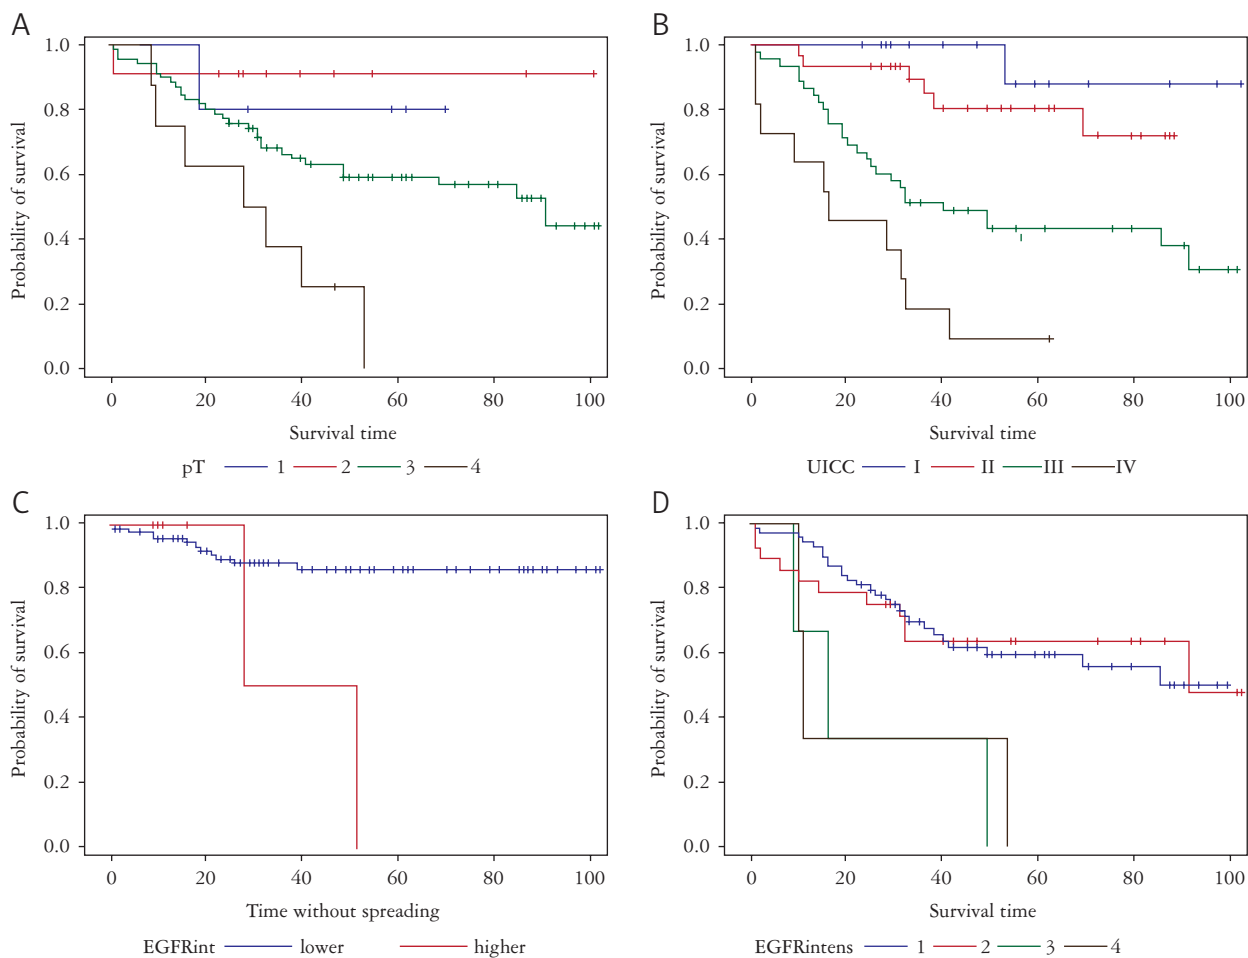 A
Probability of survival
1.0
0.8
0.6
0.4
0.2
0.0
0 20 40 60 80 100
Survival time
pT 1 2 3 4
B
Probability of survival
1.0
0.8
0.6
0.4
0.2
0.0
0 20 40 60 80 100
Survival time
UICC I II III IV
C
Probability of survival
1.0
0.8
0.6
0.4
0.2
0.0
0 20 40 60 80 100
Time without spreading
EGFRint lower higher
D
Probability of survival
1.0
0.8
0.6
0.4
0.2
0.0
0 20 40 60 80 100
Survival time
EGFRintens 1 2 3 4